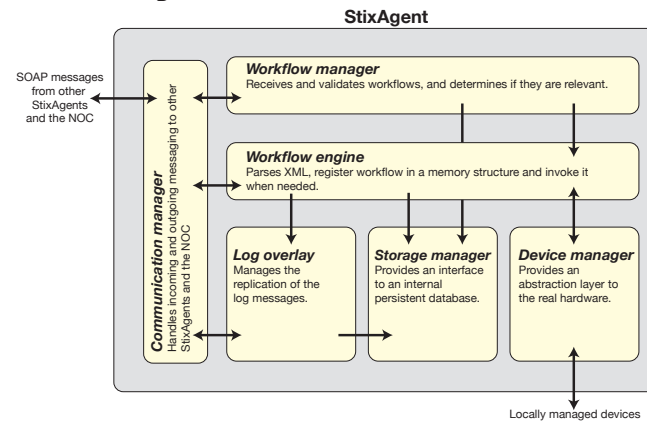 StixAgent
SOAP messages
from other
StixAgents
and the NOC
Communication manager
Handles incoming and outgoing messaging to other
StixAgents and the NOC
Workflow manager
Receives and validates workflows, and determines if they are relevant.
Workflow engine
Parses XML, register workflow in a memory structure and invoke it
when needed.
Log overlay
Manages the
replication of the
log messages.
Storage manager
Provides an interface
to an internal
persistent database.
Device manager
Provides an
abstraction layer to
the real hardware.
Locally managed devices